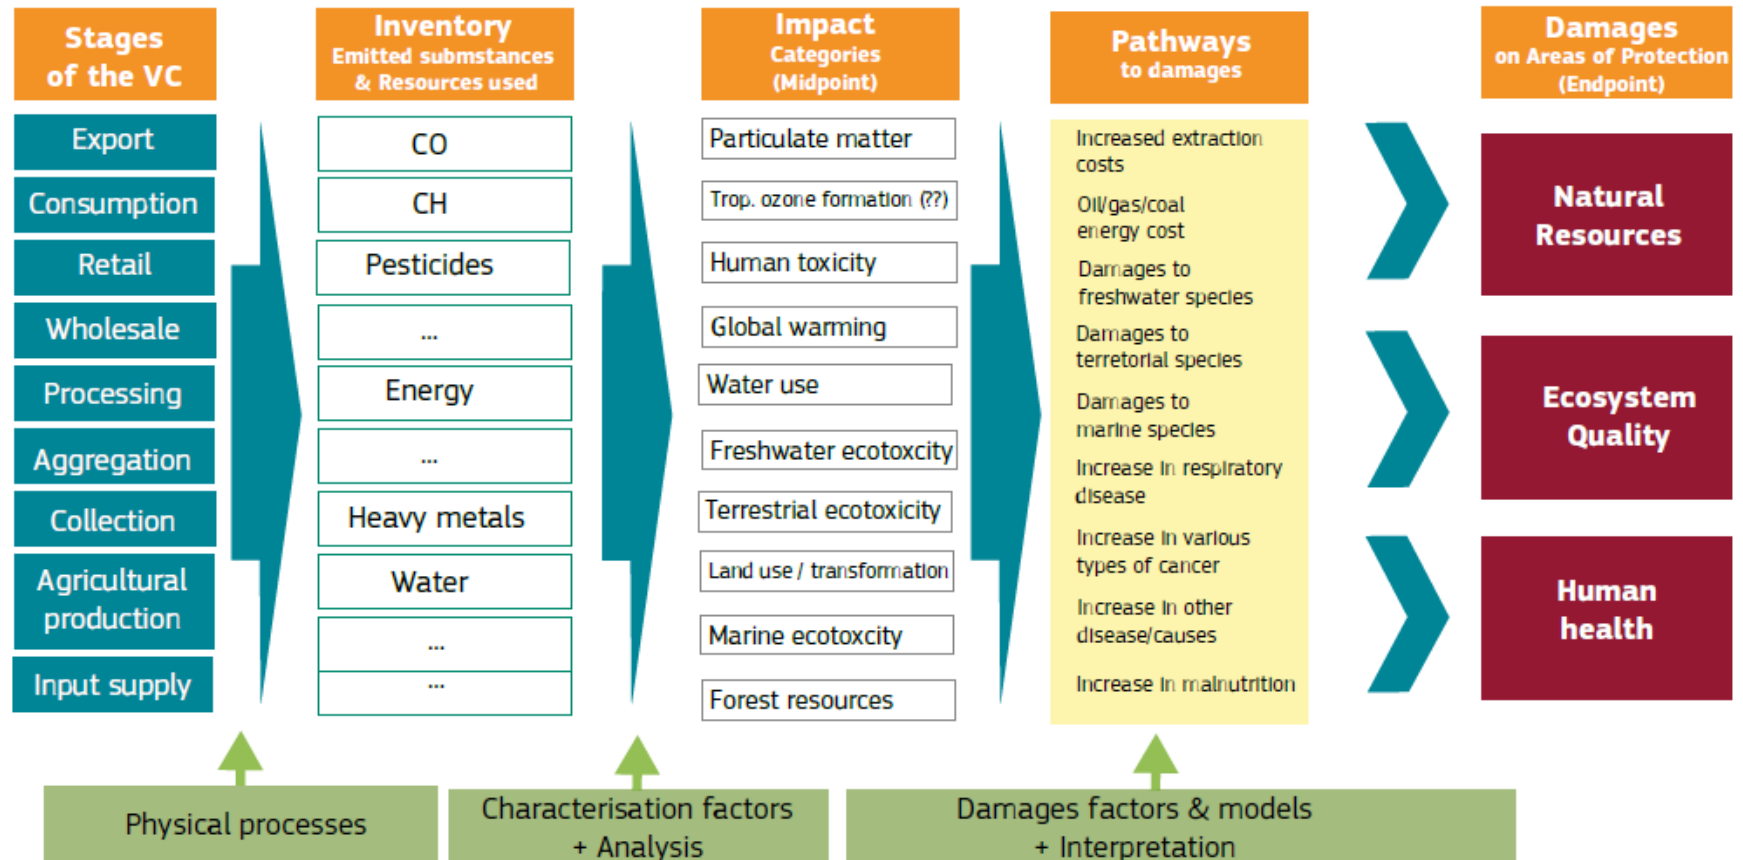 Stages
of the VC
Export
Consumption
Retail
Wholesale
Processing
Aggregation
Collection
Agricultural
production
Input supply
Inventory
Emitted submstances
& Resources used
CO
CH
Pesticides
...
Energy
...
Heavy metals
Water
...
...
Impact
Categories
(Midpoint)
Particulate matter
Trop. ozone formation (??)
Human toxicity
Global warming
Water use
Freshwater ecotoxcity
Terrestrial ecotoxicity
Land use / transformation
Marine ecotoxcity
Forest resources
Pathways
to damages
Increased extraction
costs
Oil/gas/coal
energy cost
Damages to
freshwater species
Damages to
terretorial species
Damages to
marine species
Increase in respiratory
disease
Increase in various
types of cancer
Increase in other
disease/causes
Increase in malnutrition
Damages
on Areas of Protection
(Endpoint)
Natural
Resources
Ecosystem
Quality
Human
health
Physical processes
Characterisation factors
+ Analysis
Damages factors & models
+ Interpretation